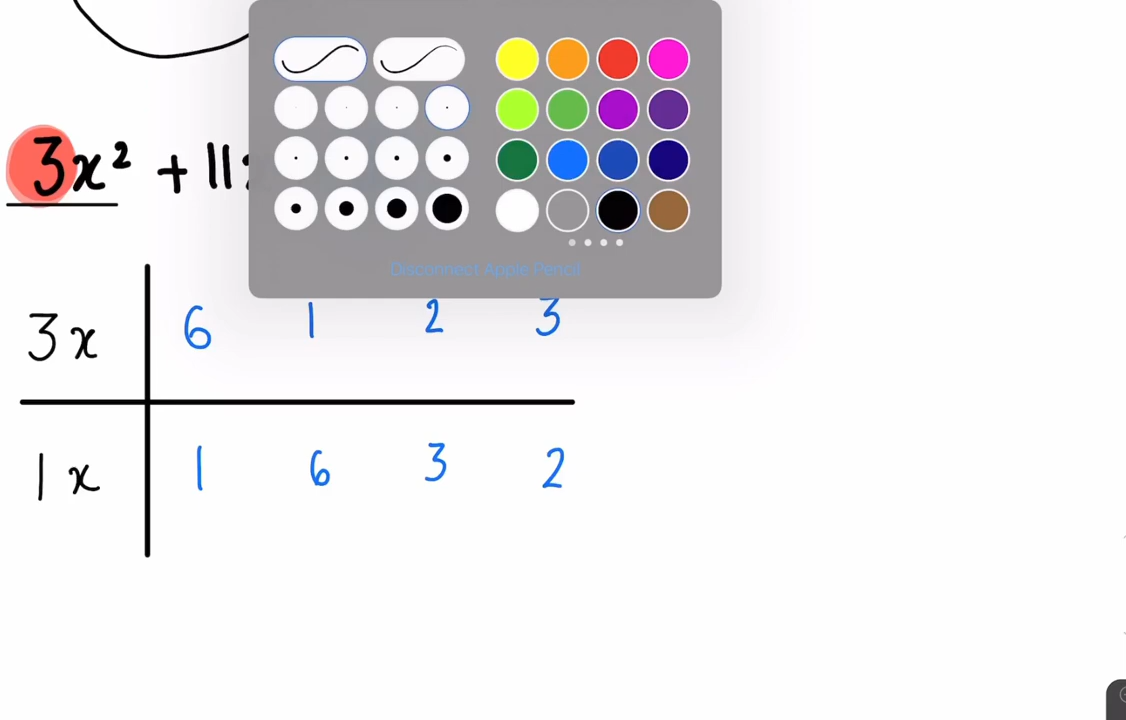 3x² + 11
Disconnect Apple Pencil
3x 6 1 2 3
1x 1 6 3 2